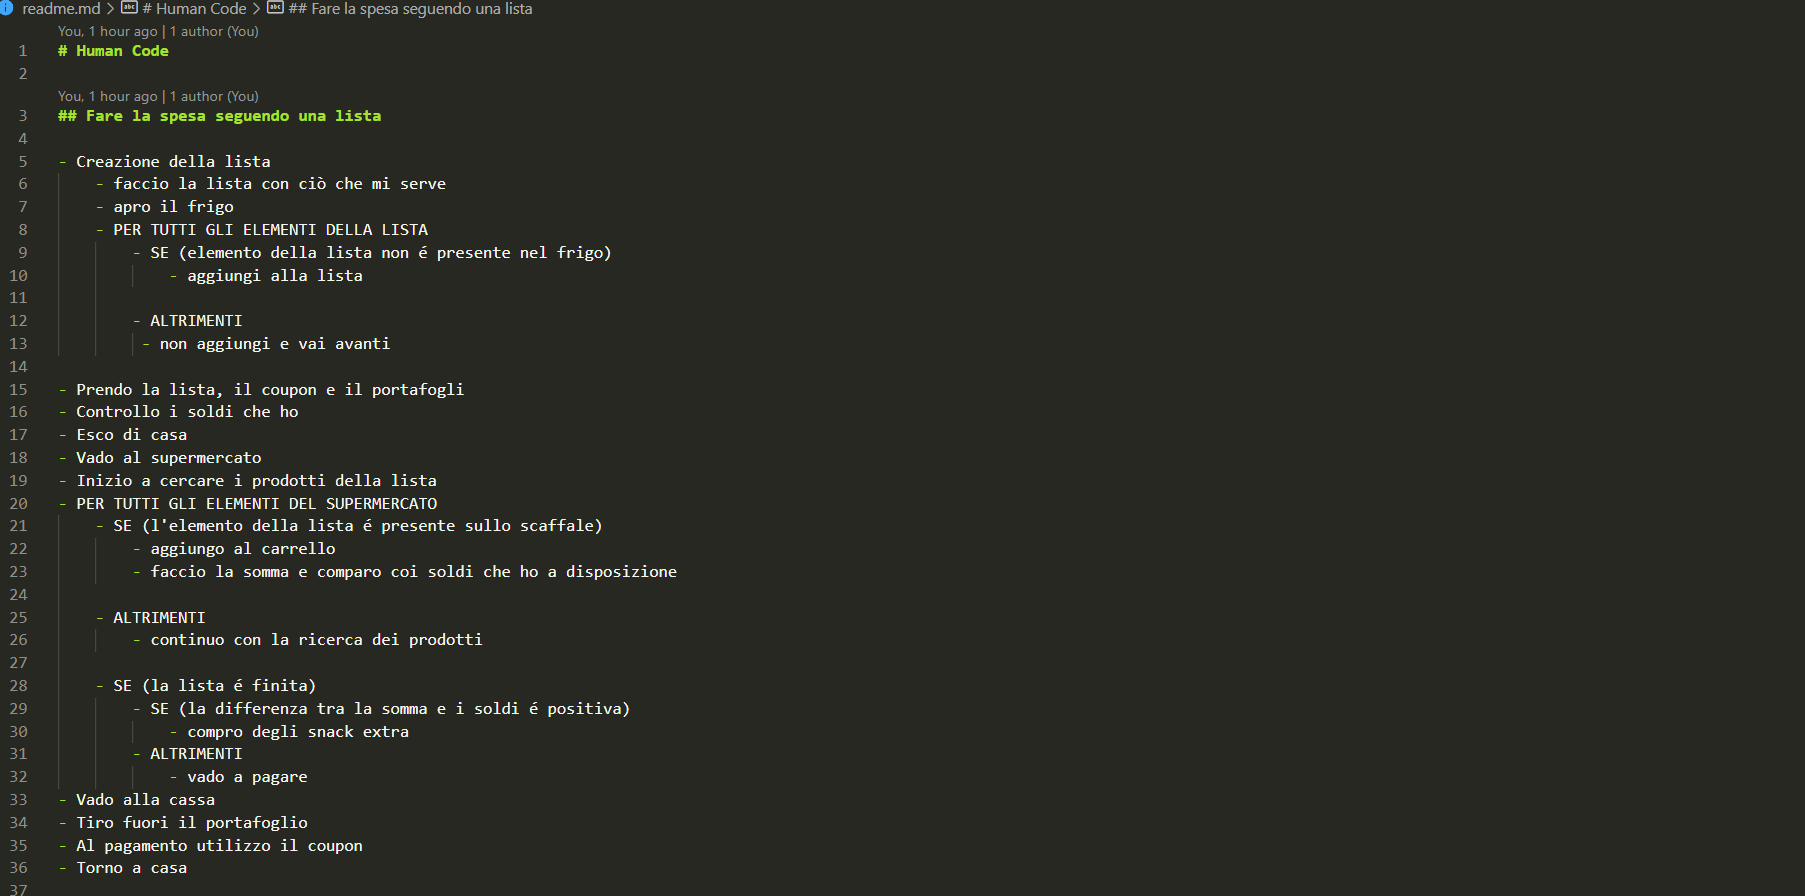 readme.md > # Human Code > ## Fare la spesa seguendo una lista
You, 1 hour ago | 1 author (You)
1 # Human Code
2
You, 1 hour ago | 1 author (You)
3 ## Fare la spesa seguendo una lista
4
5 - Creazione della lista
6 - faccio la lista con ciò che mi serve
7 - apro il frigo
8 - PER TUTTI GLI ELEMENTI DELLA LISTA
9 - SE (elemento della lista non é presente nel frigo)
10 - aggiungi alla lista
11
12 - ALTRIMENTI
13 - non aggiungi e vai avanti
14
15 - Prendo la lista, il coupon e il portafogli
16 - Controllo i soldi che ho
17 - Esco di casa
18 - Vado al supermercato
19 - Inizio a cercare i prodotti della lista
20 - PER TUTTI GLI ELEMENTI DEL SUPERMERCATO
21 - SE (l'elemento della lista é presente sullo scaffale)
22 - aggiungo al carrello
23 - faccio la somma e comparo coi soldi che ho a disposizione
24
25 - ALTRIMENTI
26 - continuo con la ricerca dei prodotti
27
28 - SE (la lista é finita)
29 - SE (la differenza tra la somma e i soldi é positiva)
30 - compro degli snack extra
31 - ALTRIMENTI
32 - vado a pagare
33 - Vado alla cassa
34 - Tiro fuori il portafoglio
35 - Al pagamento utilizzo il coupon
36 - Torno a casa
37